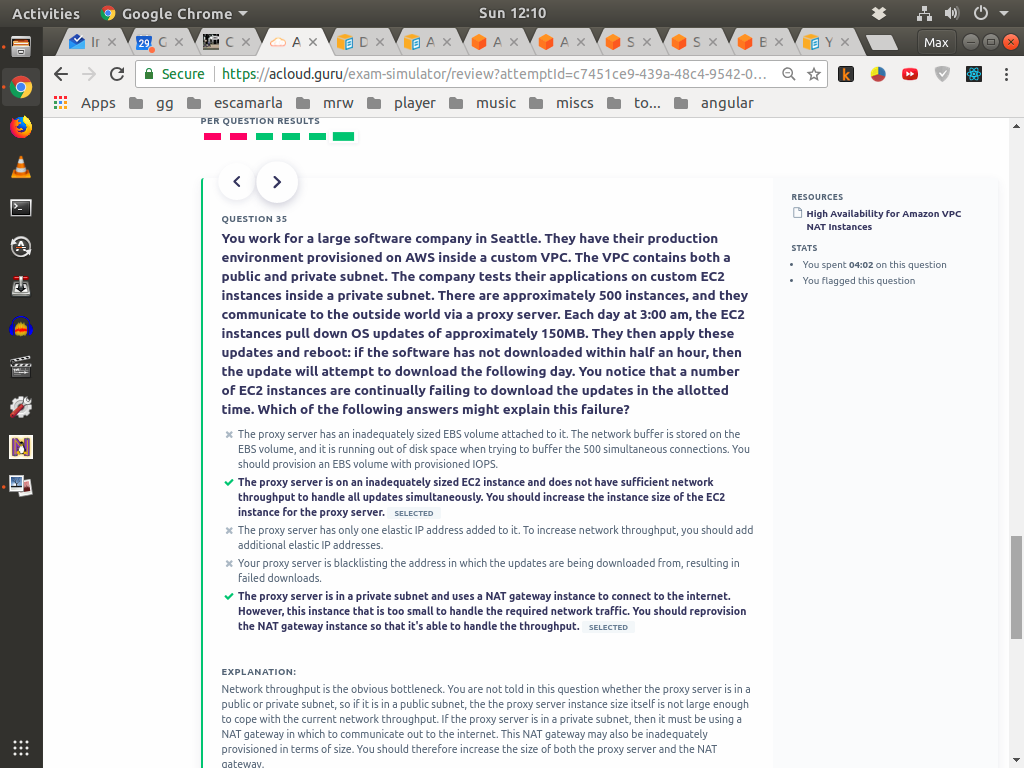 Activities
Google Chrome
Sun 12:10
Ir
29
C
C
A
D
A
A
A
S
S
B
Y
Max
Secure
https://acloud.guru/exam-simulator/review?attemptId=c7451ce9-439a-48c4-9542-0...
Apps
gg
escamarla
mrw
player
music
miscs
to...
angular
PER QUESTION RESULTS
QUESTION 35
You work for a large software company in Seattle. They have their production
environment provisioned on AWS inside a custom VPC. The VPC contains both a
public and private subnet. The company tests their applications on custom EC2
instances inside a private subnet. There are approximately 500 instances, and they
communicate to the outside world via a proxy server. Each day at 3:00 am, the EC2
instances pull down OS updates of approximately 150MB. They then apply these
updates and reboot: if the software has not downloaded within half an hour, then
the update will attempt to download the following day. You notice that a number
of EC2 instances are continually failing to download the updates in the allotted
time. Which of the following answers might explain this failure?
The proxy server has an inadequately sized EBS volume attached to it. The network buffer is stored on the
EBS volume, and it is running out of disk space when trying to buffer the 500 simultaneous connections. You
should provision an EBS volume with provisioned IOPS.
The proxy server is on an inadequately sized EC2 instance and does not have sufficient network
throughput to handle all updates simultaneously. You should increase the instance size of the EC2
instance for the proxy server. SELECTED
The proxy server has only one elastic IP address added to it. To increase network throughput, you should add
additional elastic IP addresses.
Your proxy server is blacklisting the address in which the updates are being downloaded from, resulting in
failed downloads.
The proxy server is in a private subnet and uses a NAT gateway instance to connect to the internet.
However, this instance that is too small to handle the required network traffic. You should reprovision
the NAT gateway instance so that it's able to handle the throughput. SELECTED
EXPLANATION:
Network throughput is the obvious bottleneck. You are not told in this question whether the proxy server is in a
public or private subnet, so if it is in a public subnet, the the proxy server instance size itself is not large enough
to cope with the current network throughput. If the proxy server is in a private subnet, then it must be using a
NAT gateway in which to communicate out to the internet. This NAT gateway may also be inadequately
provisioned in terms of size. You should therefore increase the size of both the proxy server and the NAT
gateway.
RESOURCES
High Availability for Amazon VPC
NAT Instances
STATS
You spent 04:02 on this question
You flagged this question